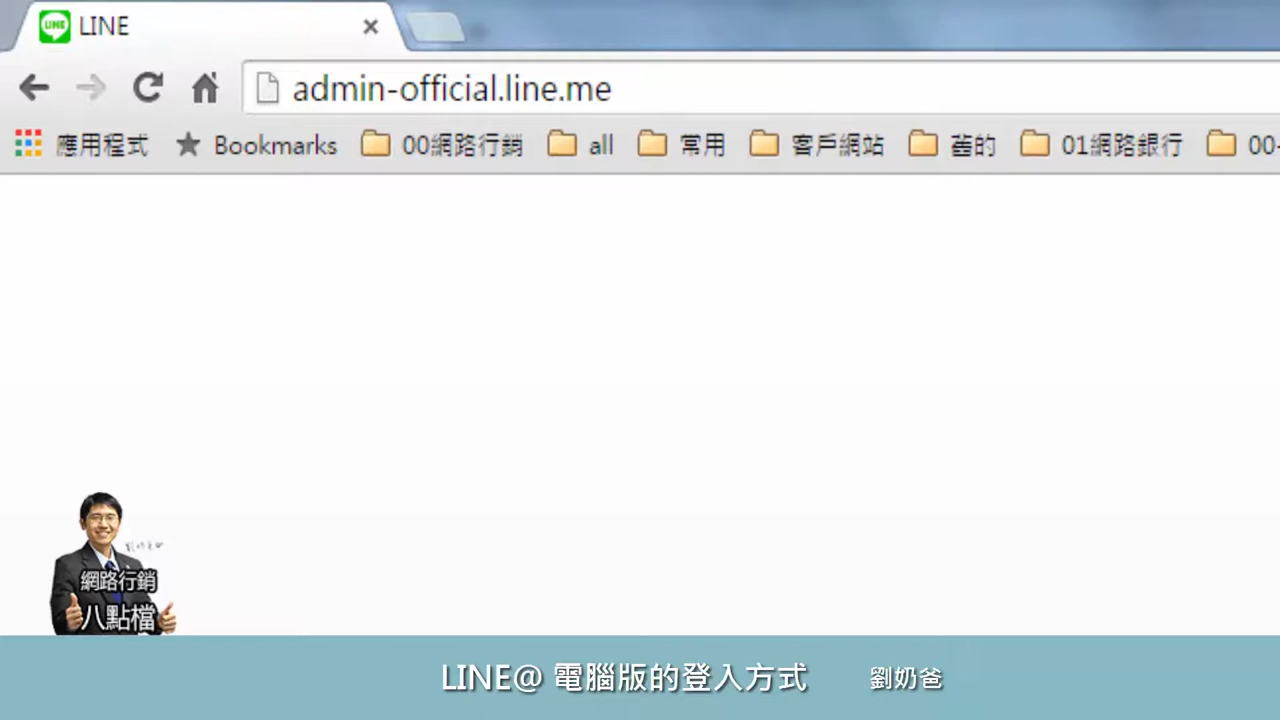 LINE
admin-official.line.me
應用程式 Bookmarks 00網路行銷 all 常用 客戶網站 舊的 01網路銀行 00-
網路行銷
八點檔
LINE@ 電腦版的登入方式 劉奶爸